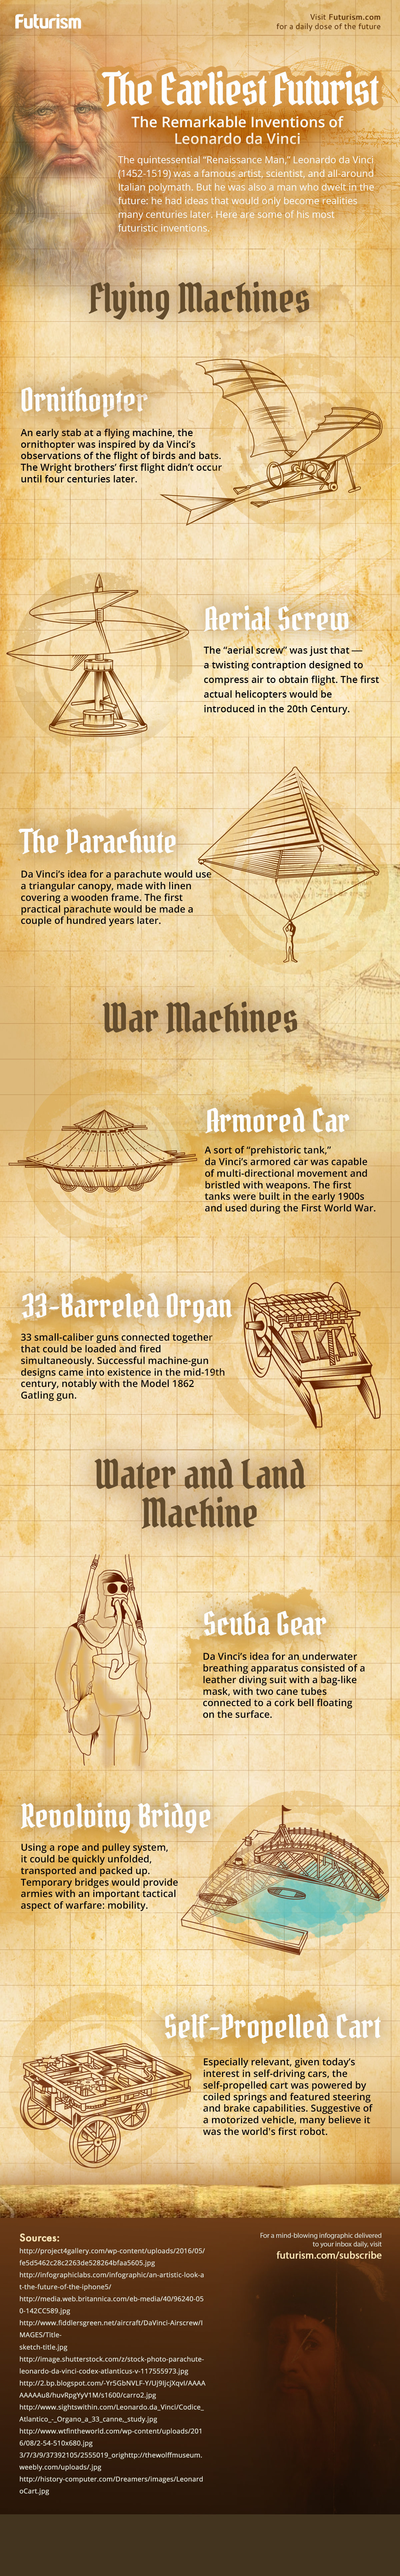 Futurism
Visit Futurism.com
for a daily dose of the future
The Earliest Futurist
The Remarkable Inventions of
Leonardo da Vinci
The quintessential “Renaissance Man,” Leonardo da Vinci
(1452-1519) was a famous artist, scientist, and all-around
Italian polymath. But he was also a man who dwelt in the
future: he had ideas that would only become realities
many centuries later. Here are some of his most
futuristic inventions.
Flying Machines
Ornithopter
An early stab at a flying machine, the
ornithopter was inspired by da Vinci’s
observations of the flight of birds and bats.
The Wright brothers’ first flight didn’t occur
until four centuries later.
Aerial Screw
The “aerial screw” was just that —
a twisting contraption designed to
compress air to obtain flight. The first
actual helicopters would be
introduced in the 20th Century.
The Parachute
Da Vinci’s idea for a parachute would use
a triangular canopy, made with linen
covering a wooden frame. The first
practical parachute would be made a
couple of hundred years later.
War Machines
Armored Car
A sort of “prehistoric tank,”
da Vinci’s armored car was capable
of multi-directional movement and
bristled with weapons. The first
tanks were built in the early 1900s
and used during the First World War.
33-Barreled Organ
33 small-caliber guns connected together
that could be loaded and fired
simultaneously. Successful machine-gun
designs came into existence in the mid-19th
century, notably with the Model 1862
Gatling gun.
Water and Land
Machine
Scuba Gear
Da Vinci’s idea for an underwater
breathing apparatus consisted of a
leather diving suit with a bag-like
mask, with two cane tubes
connected to a cork bell floating
on the surface.
Revolving Bridge
Using a rope and pulley system,
it could be quickly unfolded,
transported and packed up.
Temporary bridges would provide
armies with an important tactical
aspect of warfare: mobility.
Self-Propelled Cart
Especially relevant, given today’s
interest in self-driving cars, the
self-propelled cart was powered by
coiled springs and featured steering
and brake capabilities. Suggestive of
a motorized vehicle, many believe it
was the world's first robot.
Sources:
http://project4gallery.com/wp-content/uploads/2016/05/
fe5d5462c28c2263de528264bfaa5605.jpg
http://infographiclabs.com/infographic/an-artistic-look-a
t-the-future-of-the-iphone5/
http://media.web.britannica.com/eb-media/40/96240-05
0-142CC589.jpg
http://www.fiddlersgreen.net/aircraft/DaVinci-Airscrew/I
MAGES/Title-
sketch-title.jpg
http://image.shutterstock.com/z/stock-photo-parachute-
leonardo-da-vinci-codex-atlanticus-v-117555973.jpg
http://2.bp.blogspot.com/-Yr5GbNVLF-Y/UJ9IjcjXqvI/AAAA
AAAAAu8/huvRpgYyV1M/s1600/carro2.jpg
http://www.sightswithin.com/Leonardo.da_Vinci/Codice_
Atlantico_-_Organo_a_33_canne,_study.jpg
http://www.wtfintheworld.com/wp-content/uploads/201
6/08/2-54-510x680.jpg
3/7/3/9/37392105/2555019_orighttp://thewolffmuseum.
weebly.com/uploads/.jpg
http://history-computer.com/Dreamers/images/Leonard
oCart.jpg
For a mind-blowing infographic delivered
to your inbox daily, visit
futurism.com/subscribe